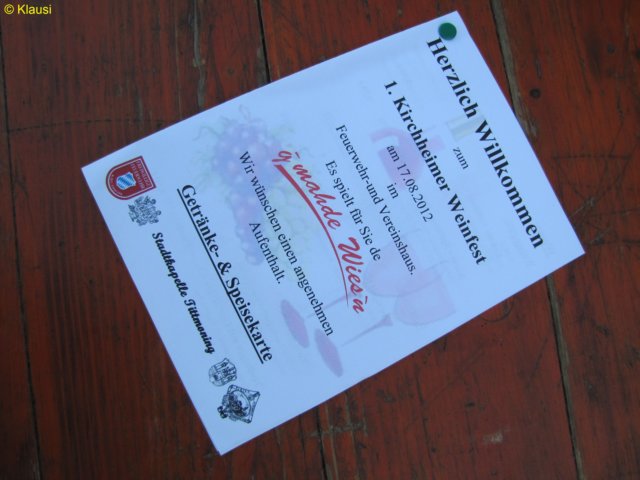 © Klausi
Herzlich Willkommen
zum
1. Kirchheimer Weinfest
am 17.08.2012
im
Feuerwehr-und Vereinshaus.
Es spielt für Sie de
g`mahde Wies`n
Wir wünschen einen angenehmen
Aufenthalt.
Getränke- & Speisekarte
Stadtkapelle Tittmoning